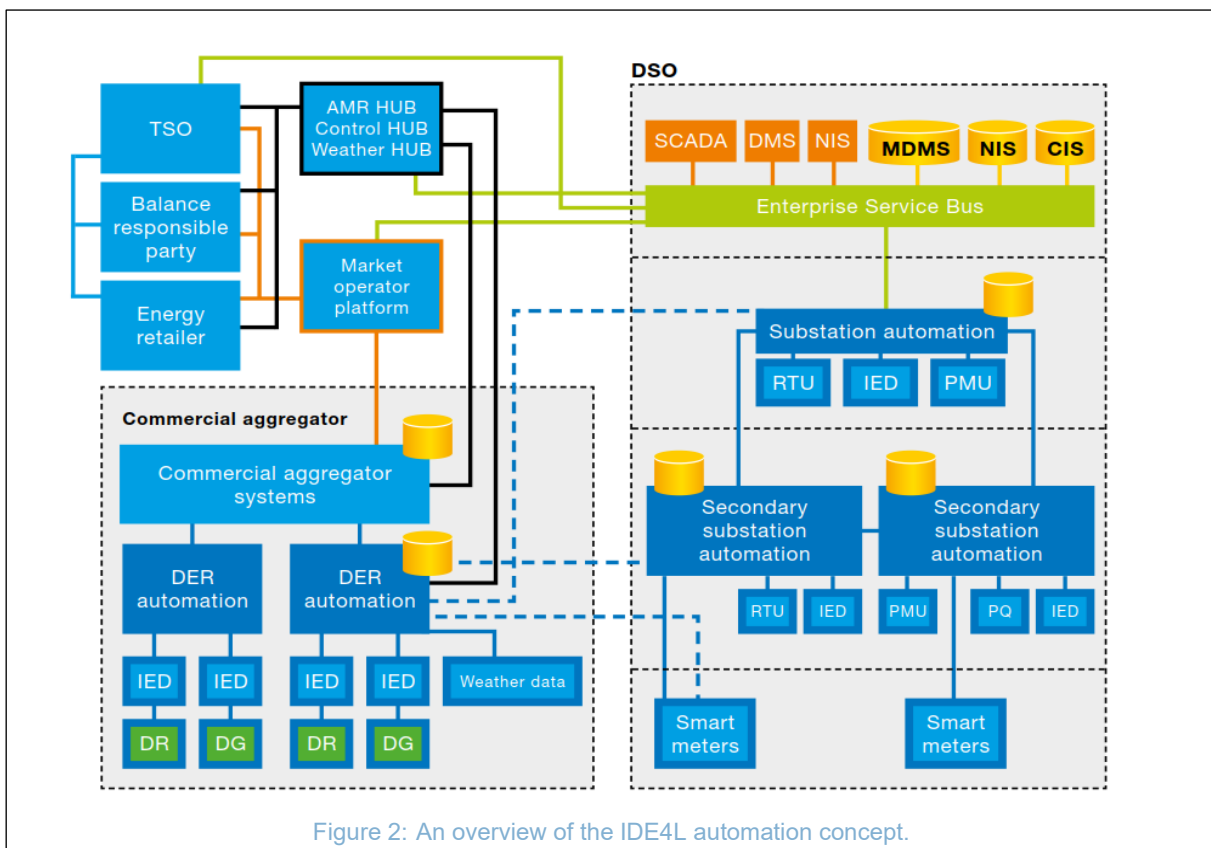 DSO
TSO
AMR HUB
Control HUB
Weather HUB
SCADA
DMS
NIS
MDMS
NIS
CIS
Balance
responsible
party
Enterprise Service Bus
Market
operator
platform
Energy
retailer
Substation automation
RTU
IED
PMU
Commercial aggregator
Commercial aggregator
systems
Secondary
substation
automation
Secondary
substation
automation
DER
automation
DER
automation
RTU
IED
PMU
PQ
IED
IED
IED
IED
IED
Weather data
DR
DG
DR
DG
Smart
meters
Smart
meters
Figure 2: An overview of the IDE4L automation concept.